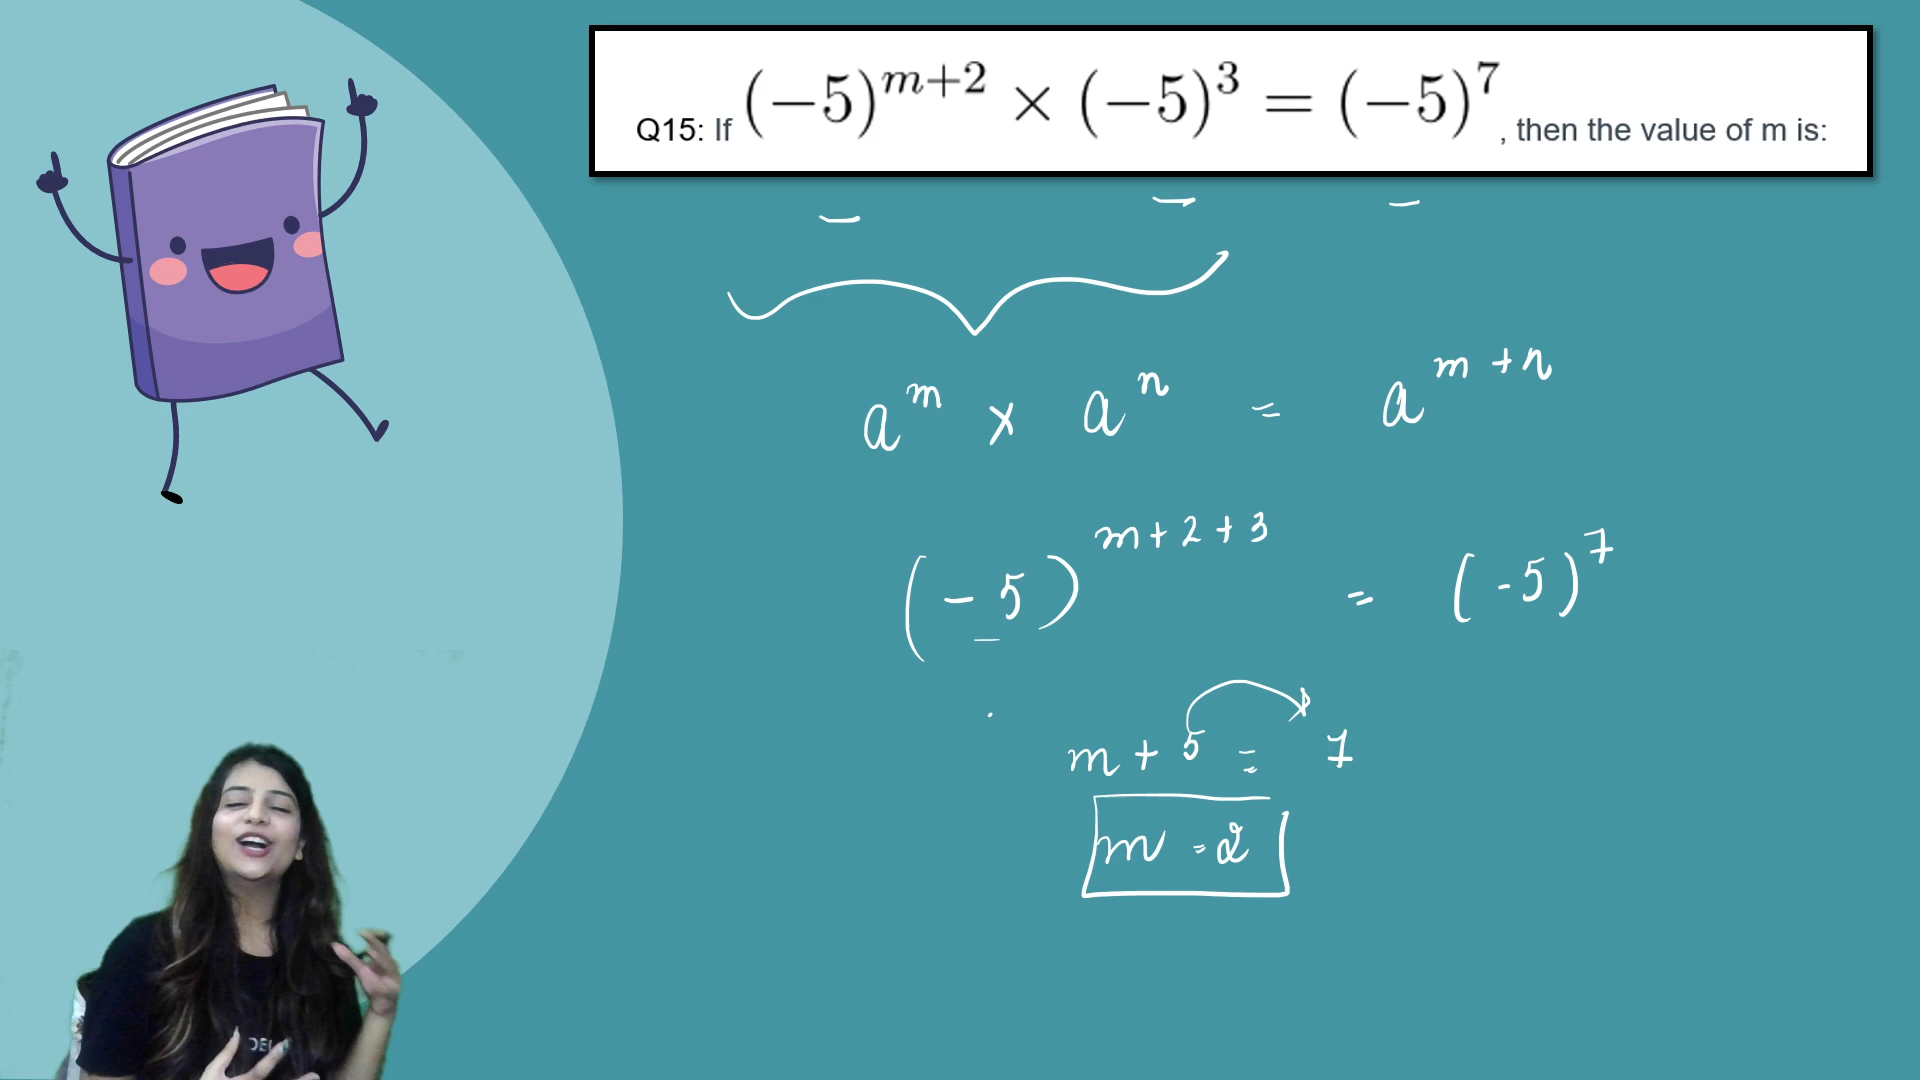 Q15: If (−5)^{m+2} × (−5)^3 = (−5)^7, then the value of m is:
a^m × a^n = a^{m+n}
(-5)^{m+2+3} = (-5)^7
m + 5 = 7
m = 2